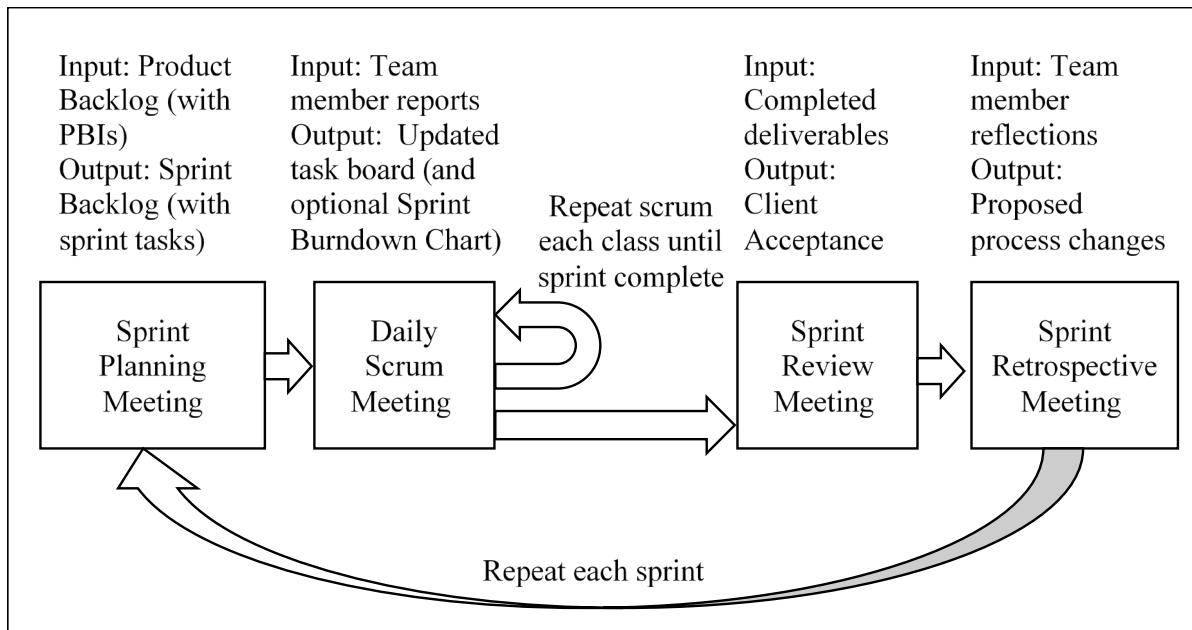 Input: Product
Backlog (with
PBIs)
Output: Sprint
Backlog (with
sprint tasks)
Input: Team
member reports
Output:  Updated
task board (and
optional Sprint
Burndown Chart)
Repeat scrum
each class until
sprint complete
Input:
Completed
deliverables
Output:
Client
Acceptance
Input: Team
member
reflections
Output:
Proposed
process changes
Sprint
Planning
Meeting
Daily
Scrum
Meeting
Sprint
Review
Meeting
Sprint
Retrospective
Meeting
Repeat each sprint